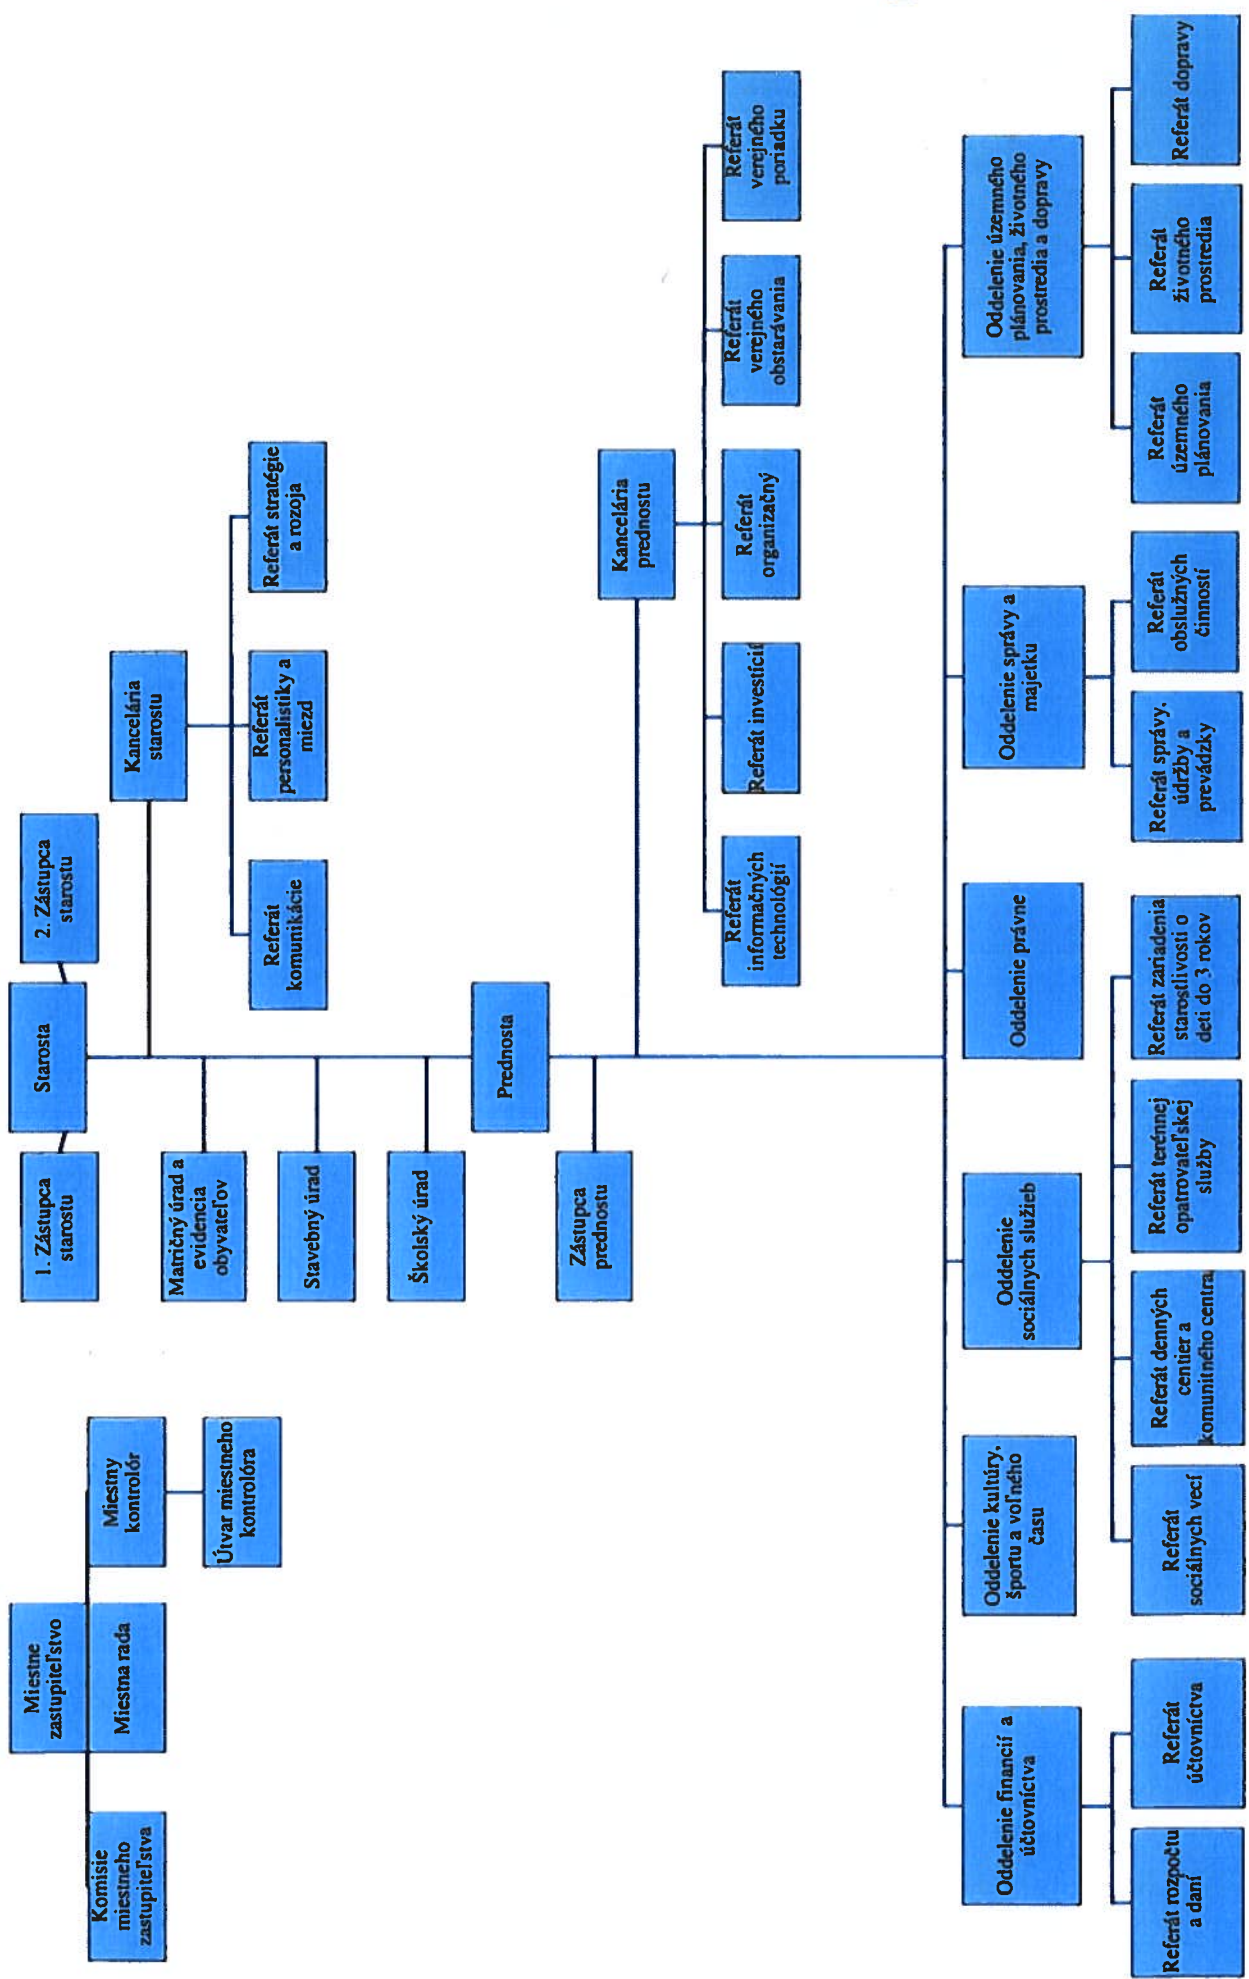 Miestne
zastupiteľstvo
Komisie
miestneho
zastupiteľstva
Miestna rada
Miestny
kontrolór
Útvar miestneho
kontrolóra
Starosta
1. Zástupca
starostu
2. Zástupca
starostu
Kancelária
starostu
Referát
komunikácie
Referát
personalistiky a
miezd
Referát stratégie
a rozoja
Matričný úrad a
evidencia
obyvateľov
Stavebný úrad
Školský úrad
Prednosta
Zástupca
prednostu
Kancelária
prednostu
Referát
informačných
technológií
Referát investícií
Referát
organizačný
Referát
verejného
obstarávania
Referát
verejného
poriadku
Oddelenie financií a
účtovníctva
Oddelenie kultúry,
športu a voľného
času
Oddelenie
sociálnych služieb
Oddelenie právne
Oddelenie správy a
majetku
Oddelenie územného
plánovania, životného
prostredia a dopravy
Referát rozpočtu
a daní
Referát
účtovníctva
Referát
sociálnych vecí
Referát denných
centier a
komunitného centra
Referát terénnej
opatrovateľskej
služby
Referát zariadenia
starostlivosti o
deti do 3 rokov
Referát správy,
údržby a
prevádzky
Referát
obslužných
činností
Referát
územného
plánovania
Referát
životného
prostredia
Referát dopravy